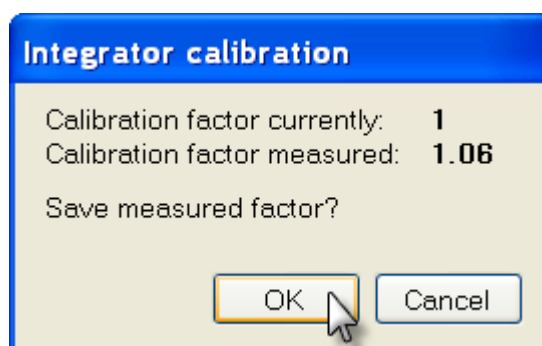 Integrator calibration
Calibration factor currently: 1
Calibration factor measured: 1.06
Save measured factor?
OK Cancel